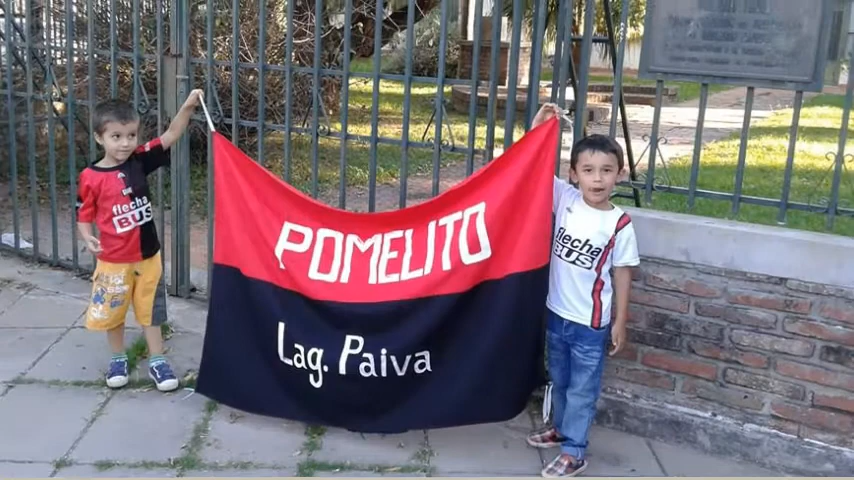 POMELITO
Lag. Paiva
flecha
BUS
flecha
BUS